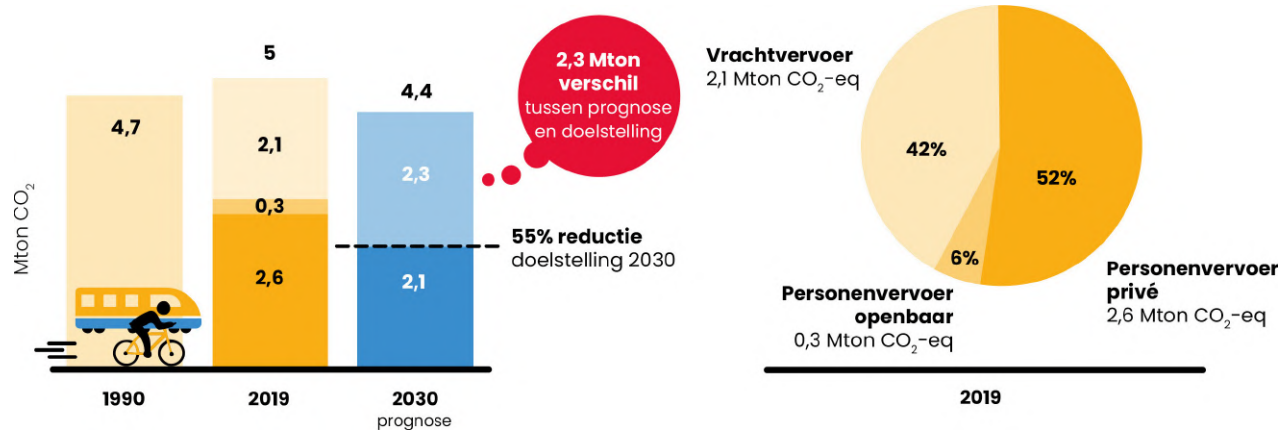 Mton CO₂
4,7
5
2,1
0,3
2,6
4,4
2,3
2,1
1990
2019
2030
prognose
2,3 Mton
verschil
tussen prognose
en doelstelling
55% reductie
doelstelling 2030
Vrachtvervoer
2,1 Mton CO₂-eq
42%
52%
6%
Personenvervoer
openbaar
0,3 Mton CO₂-eq
Personenvervoer
privé
2,6 Mton CO₂-eq
2019